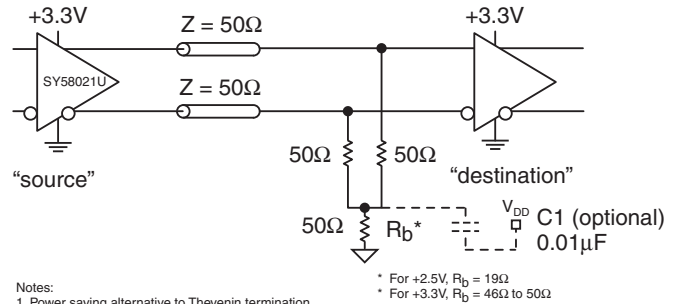 +3.3V
+3.3V
Z = 50Ω
SY58021U
Z = 50Ω
50Ω
50Ω
"source"
"destination"
50Ω
Rb*
VDD
C1 (optional)
0.01μF
Notes:
1. Power saving alternative to Thevenin termination
* For +2.5V, Rb = 19Ω
* For +3.3V, Rb = 46Ω to 50Ω